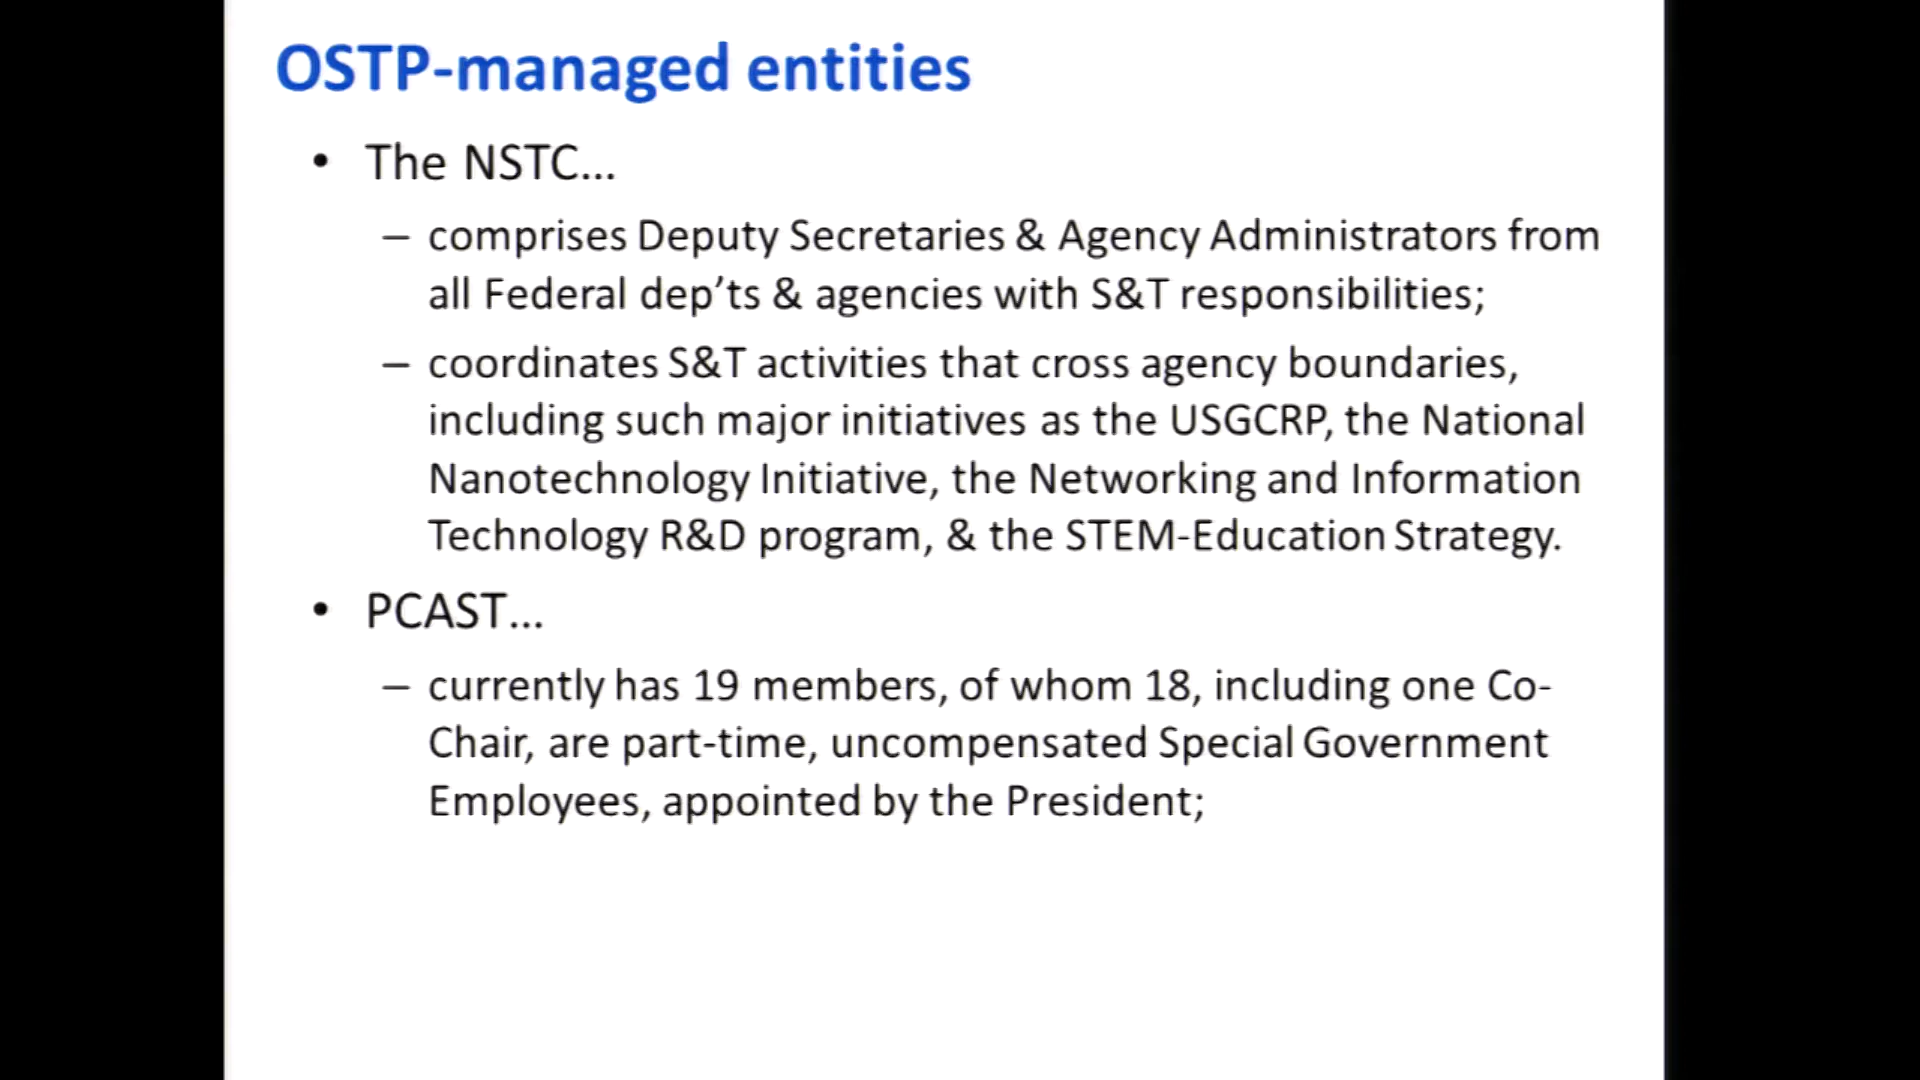 OSTP-managed entities
• The NSTC...
– comprises Deputy Secretaries & Agency Administrators from
all Federal dep’ts & agencies with S&T responsibilities;
– coordinates S&T activities that cross agency boundaries,
including such major initiatives as the USGCRP, the National
Nanotechnology Initiative, the Networking and Information
Technology R&D program, & the STEM-Education Strategy.
• PCAST...
– currently has 19 members, of whom 18, including one Co-
Chair, are part-time, uncompensated Special Government
Employees, appointed by the President;